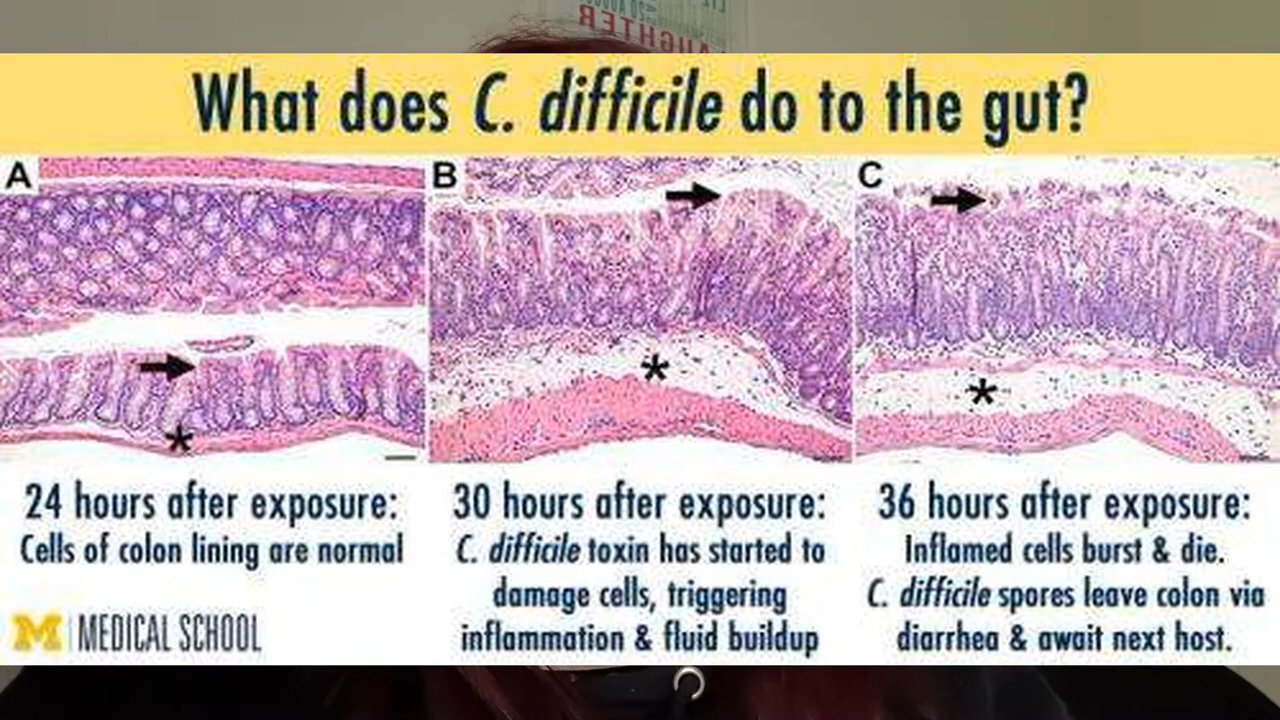 What does C. difficile do to the gut?
A
B
C
*
*
*
24 hours after exposure:
Cells of colon lining are normal
30 hours after exposure:
C. difficile toxin has started to
damage cells, triggering
inflammation & fluid buildup
36 hours after exposure:
Inflamed cells burst & die.
C. difficile spores leave colon via
diarrhea & await next host.
M | MEDICAL SCHOOL